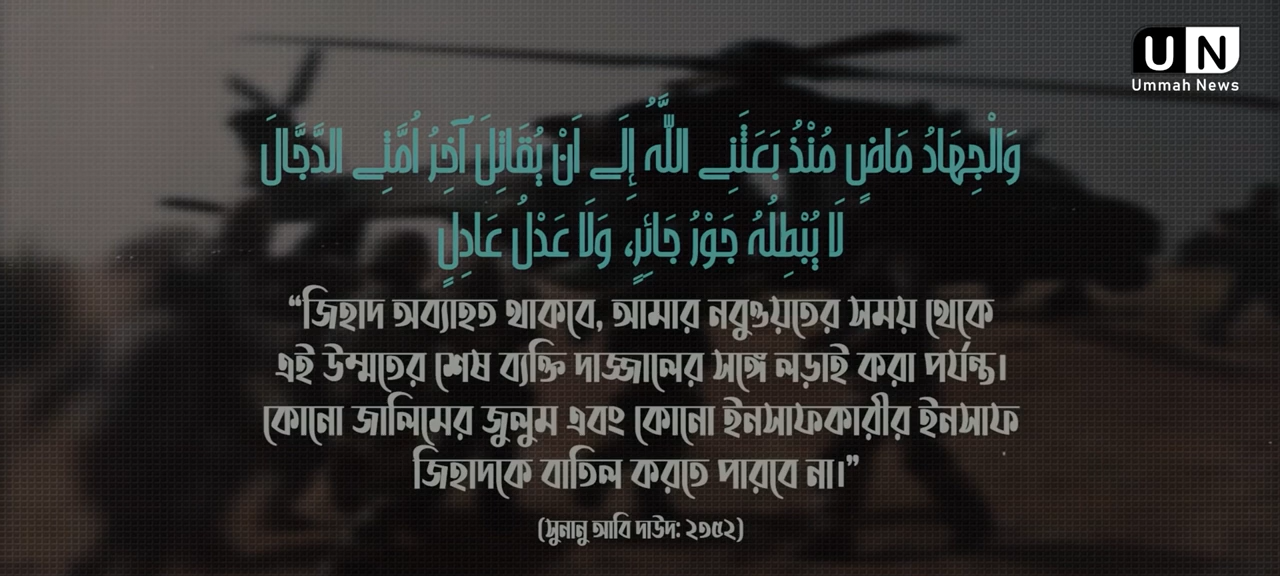 UN
Ummah News
وَالْجِهَادُ مَاضٍ مُنْذُ بَعَثَنِي اللَّهُ إِلَى اَنْ يُقَاتِلَ آخِرُ اُمَّتِي الدَّجَّالَ
لَا يُبْطِلُهُ جَوْرُ جَائِرٍ، وَلَا عَدْلُ عَادِلٍ
“জিহাদ অব্যাহত থাকবে, আমার নবুওয়তের সময় থেকে
এই উম্মতের শেষ ব্যক্তি দাজ্জালের সঙ্গে লড়াই করা পর্যন্ত।
কোনো জালিমের জুলুম এবং কোনো ইনসাফকারীর ইনসাফ
জিহাদকে বাতিল করতে পারবে না।”
(সুনানু আবি দাউদ: ২৩৫২)